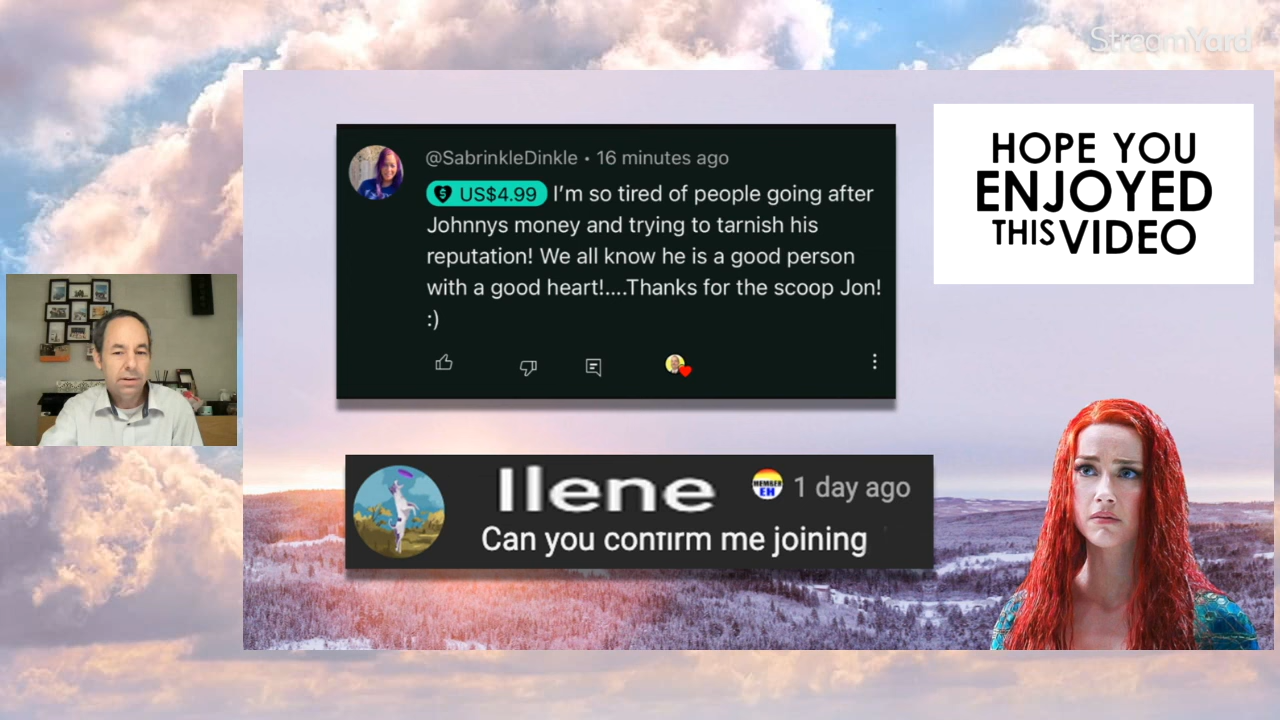 StreamYard
@SabrinkleDinkle • 16 minutes ago
US$4.99 I'm so tired of people going after
Johnnys money and trying to tarnish his
reputation! We all know he is a good person
with a good heart!....Thanks for the scoop Jon!
:)
HOPE YOU
ENJOYED
THIS VIDEO
Ilene MEMBER EH 1 day ago
Can you confirm me joining